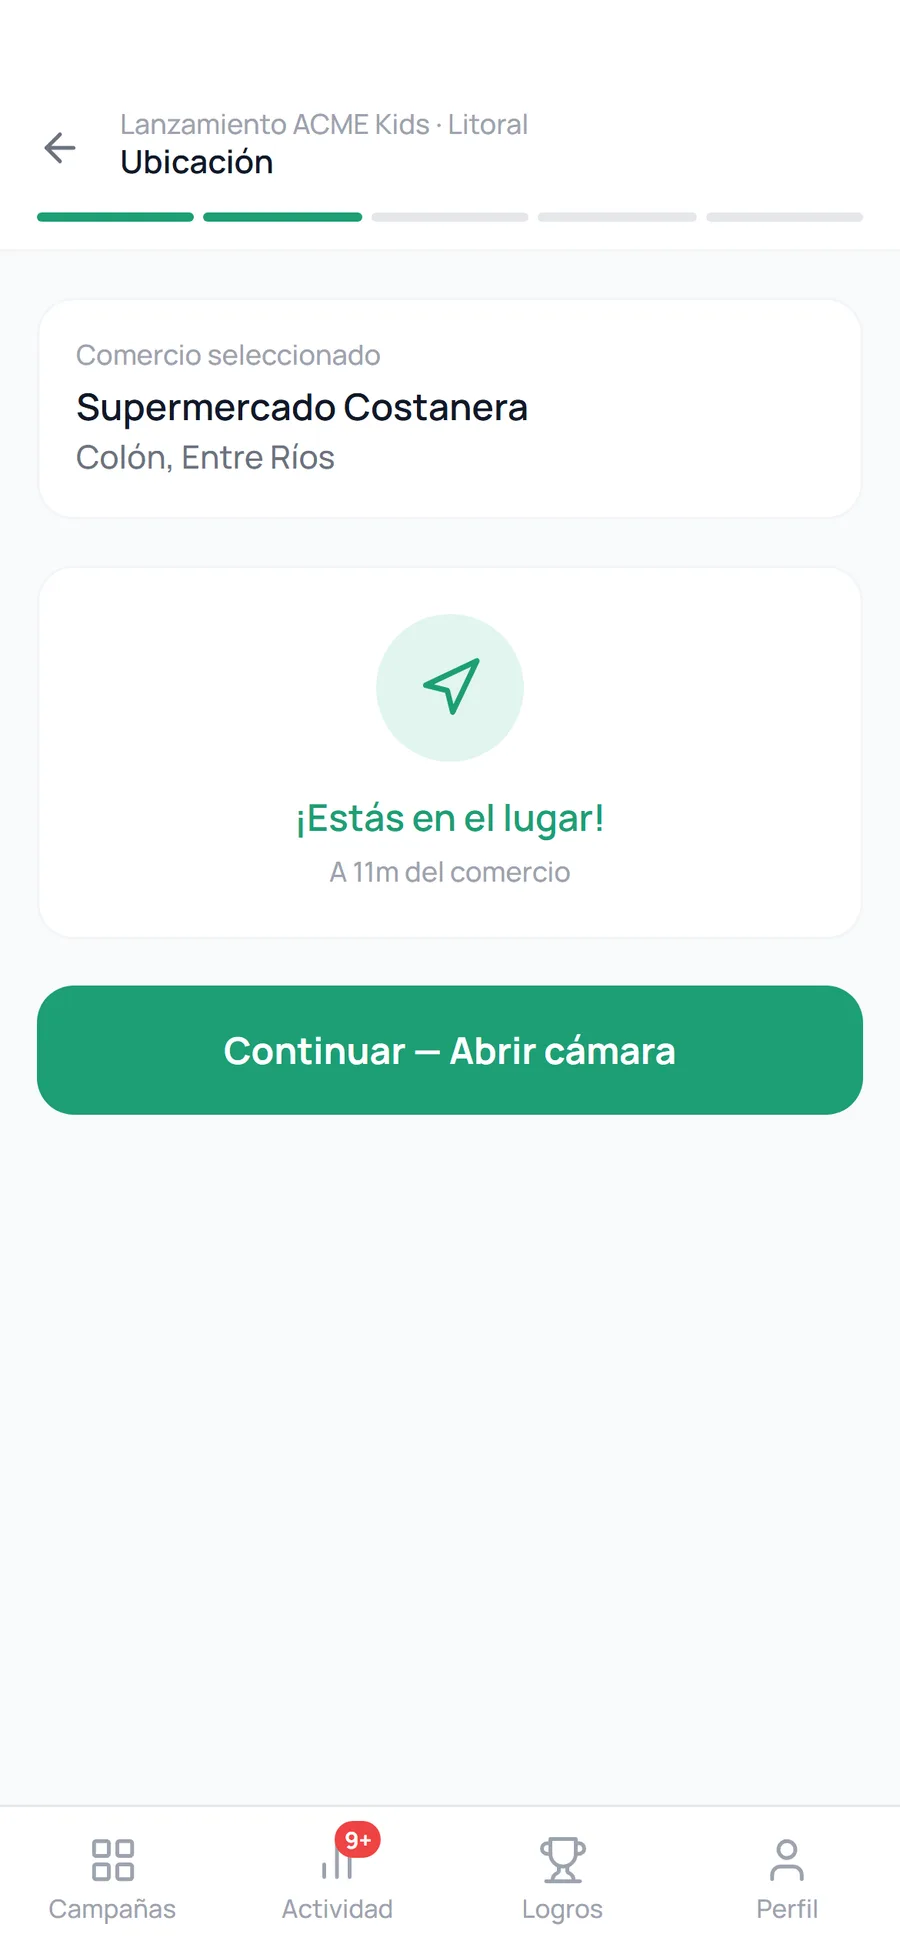 Lanzamiento ACME Kids · Litoral
Ubicación
Comercio seleccionado
Supermercado Costanera
Colón, Entre Ríos
¡Estás en el lugar!
A 11m del comercio
Continuar — Abrir cámara
9+
Campañas
Actividad
Logros
Perfil